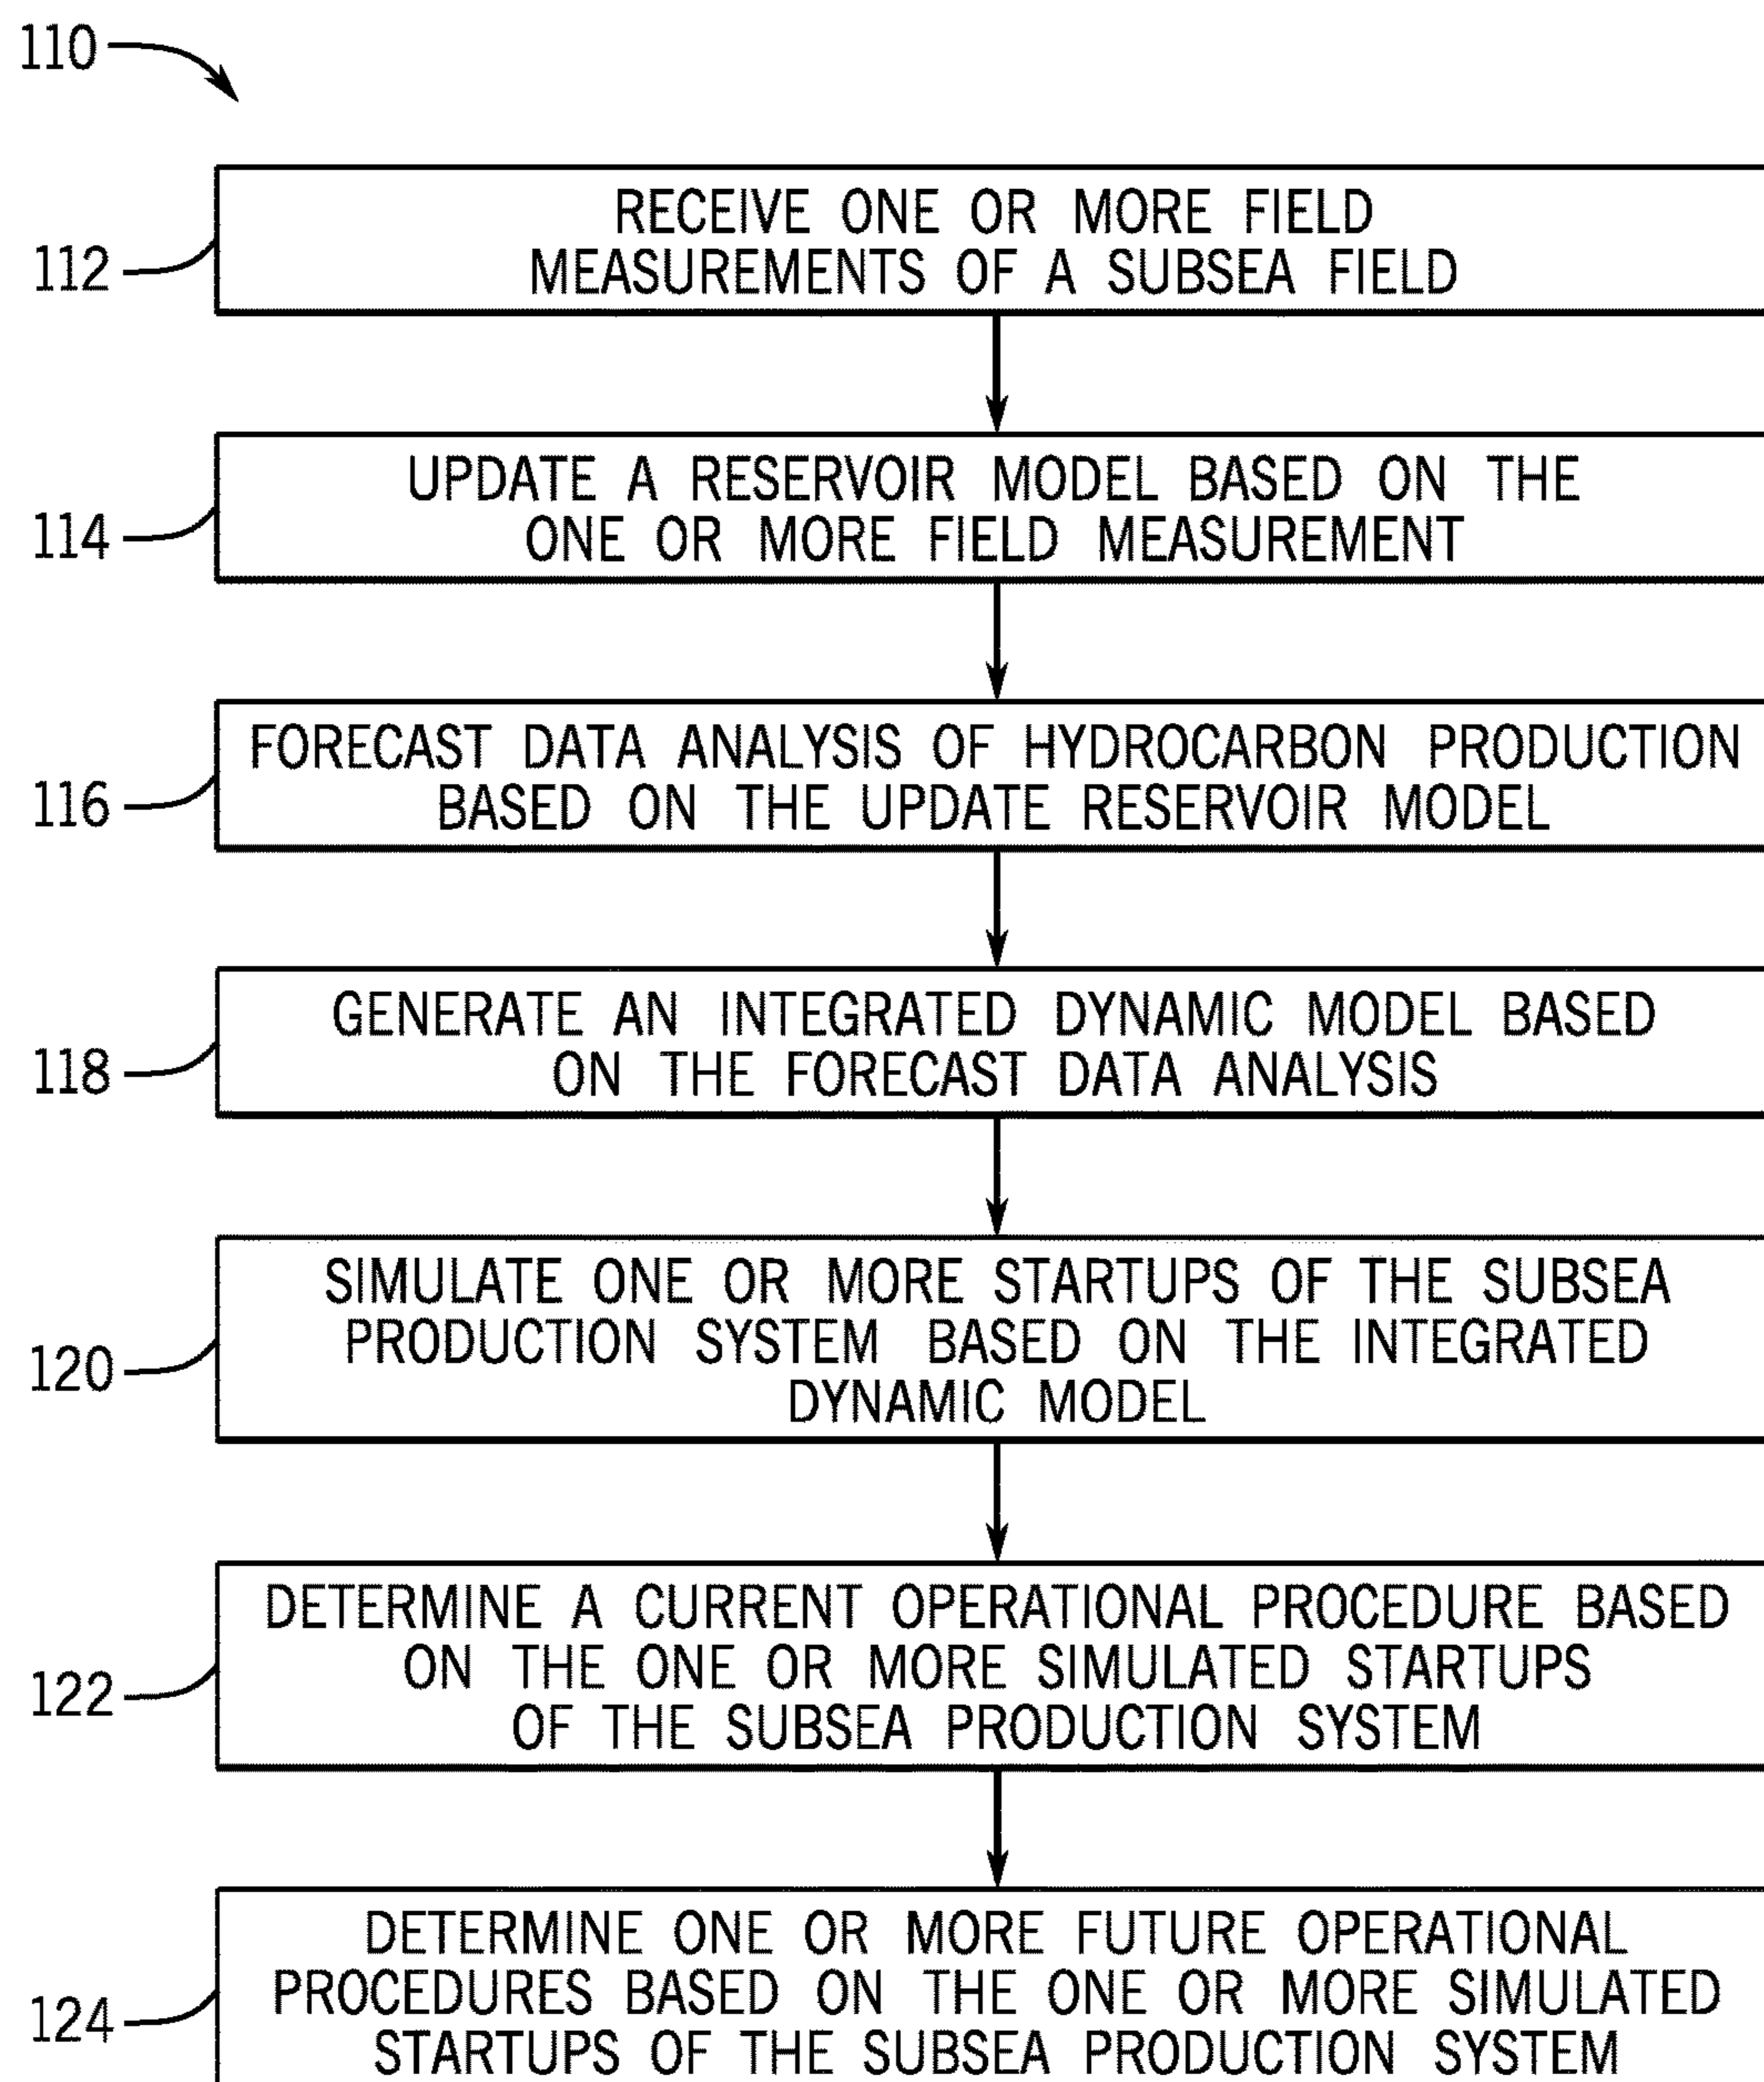 110
RECEIVE ONE OR MORE FIELD
MEASUREMENTS OF A SUBSEA FIELD
112
UPDATE A RESERVOIR MODEL BASED ON THE
ONE OR MORE FIELD MEASUREMENT
114
FORECAST DATA ANALYSIS OF HYDROCARBON PRODUCTION
BASED ON THE UPDATE RESERVOIR MODEL
116
GENERATE AN INTEGRATED DYNAMIC MODEL BASED
ON THE FORECAST DATA ANALYSIS
118
SIMULATE ONE OR MORE STARTUPS OF THE SUBSEA
PRODUCTION SYSTEM BASED ON THE INTEGRATED
DYNAMIC MODEL
120
DETERMINE A CURRENT OPERATIONAL PROCEDURE BASED
ON THE ONE OR MORE SIMULATED STARTUPS
OF THE SUBSEA PRODUCTION SYSTEM
122
DETERMINE ONE OR MORE FUTURE OPERATIONAL
PROCEDURES BASED ON THE ONE OR MORE SIMULATED
STARTUPS OF THE SUBSEA PRODUCTION SYSTEM
124